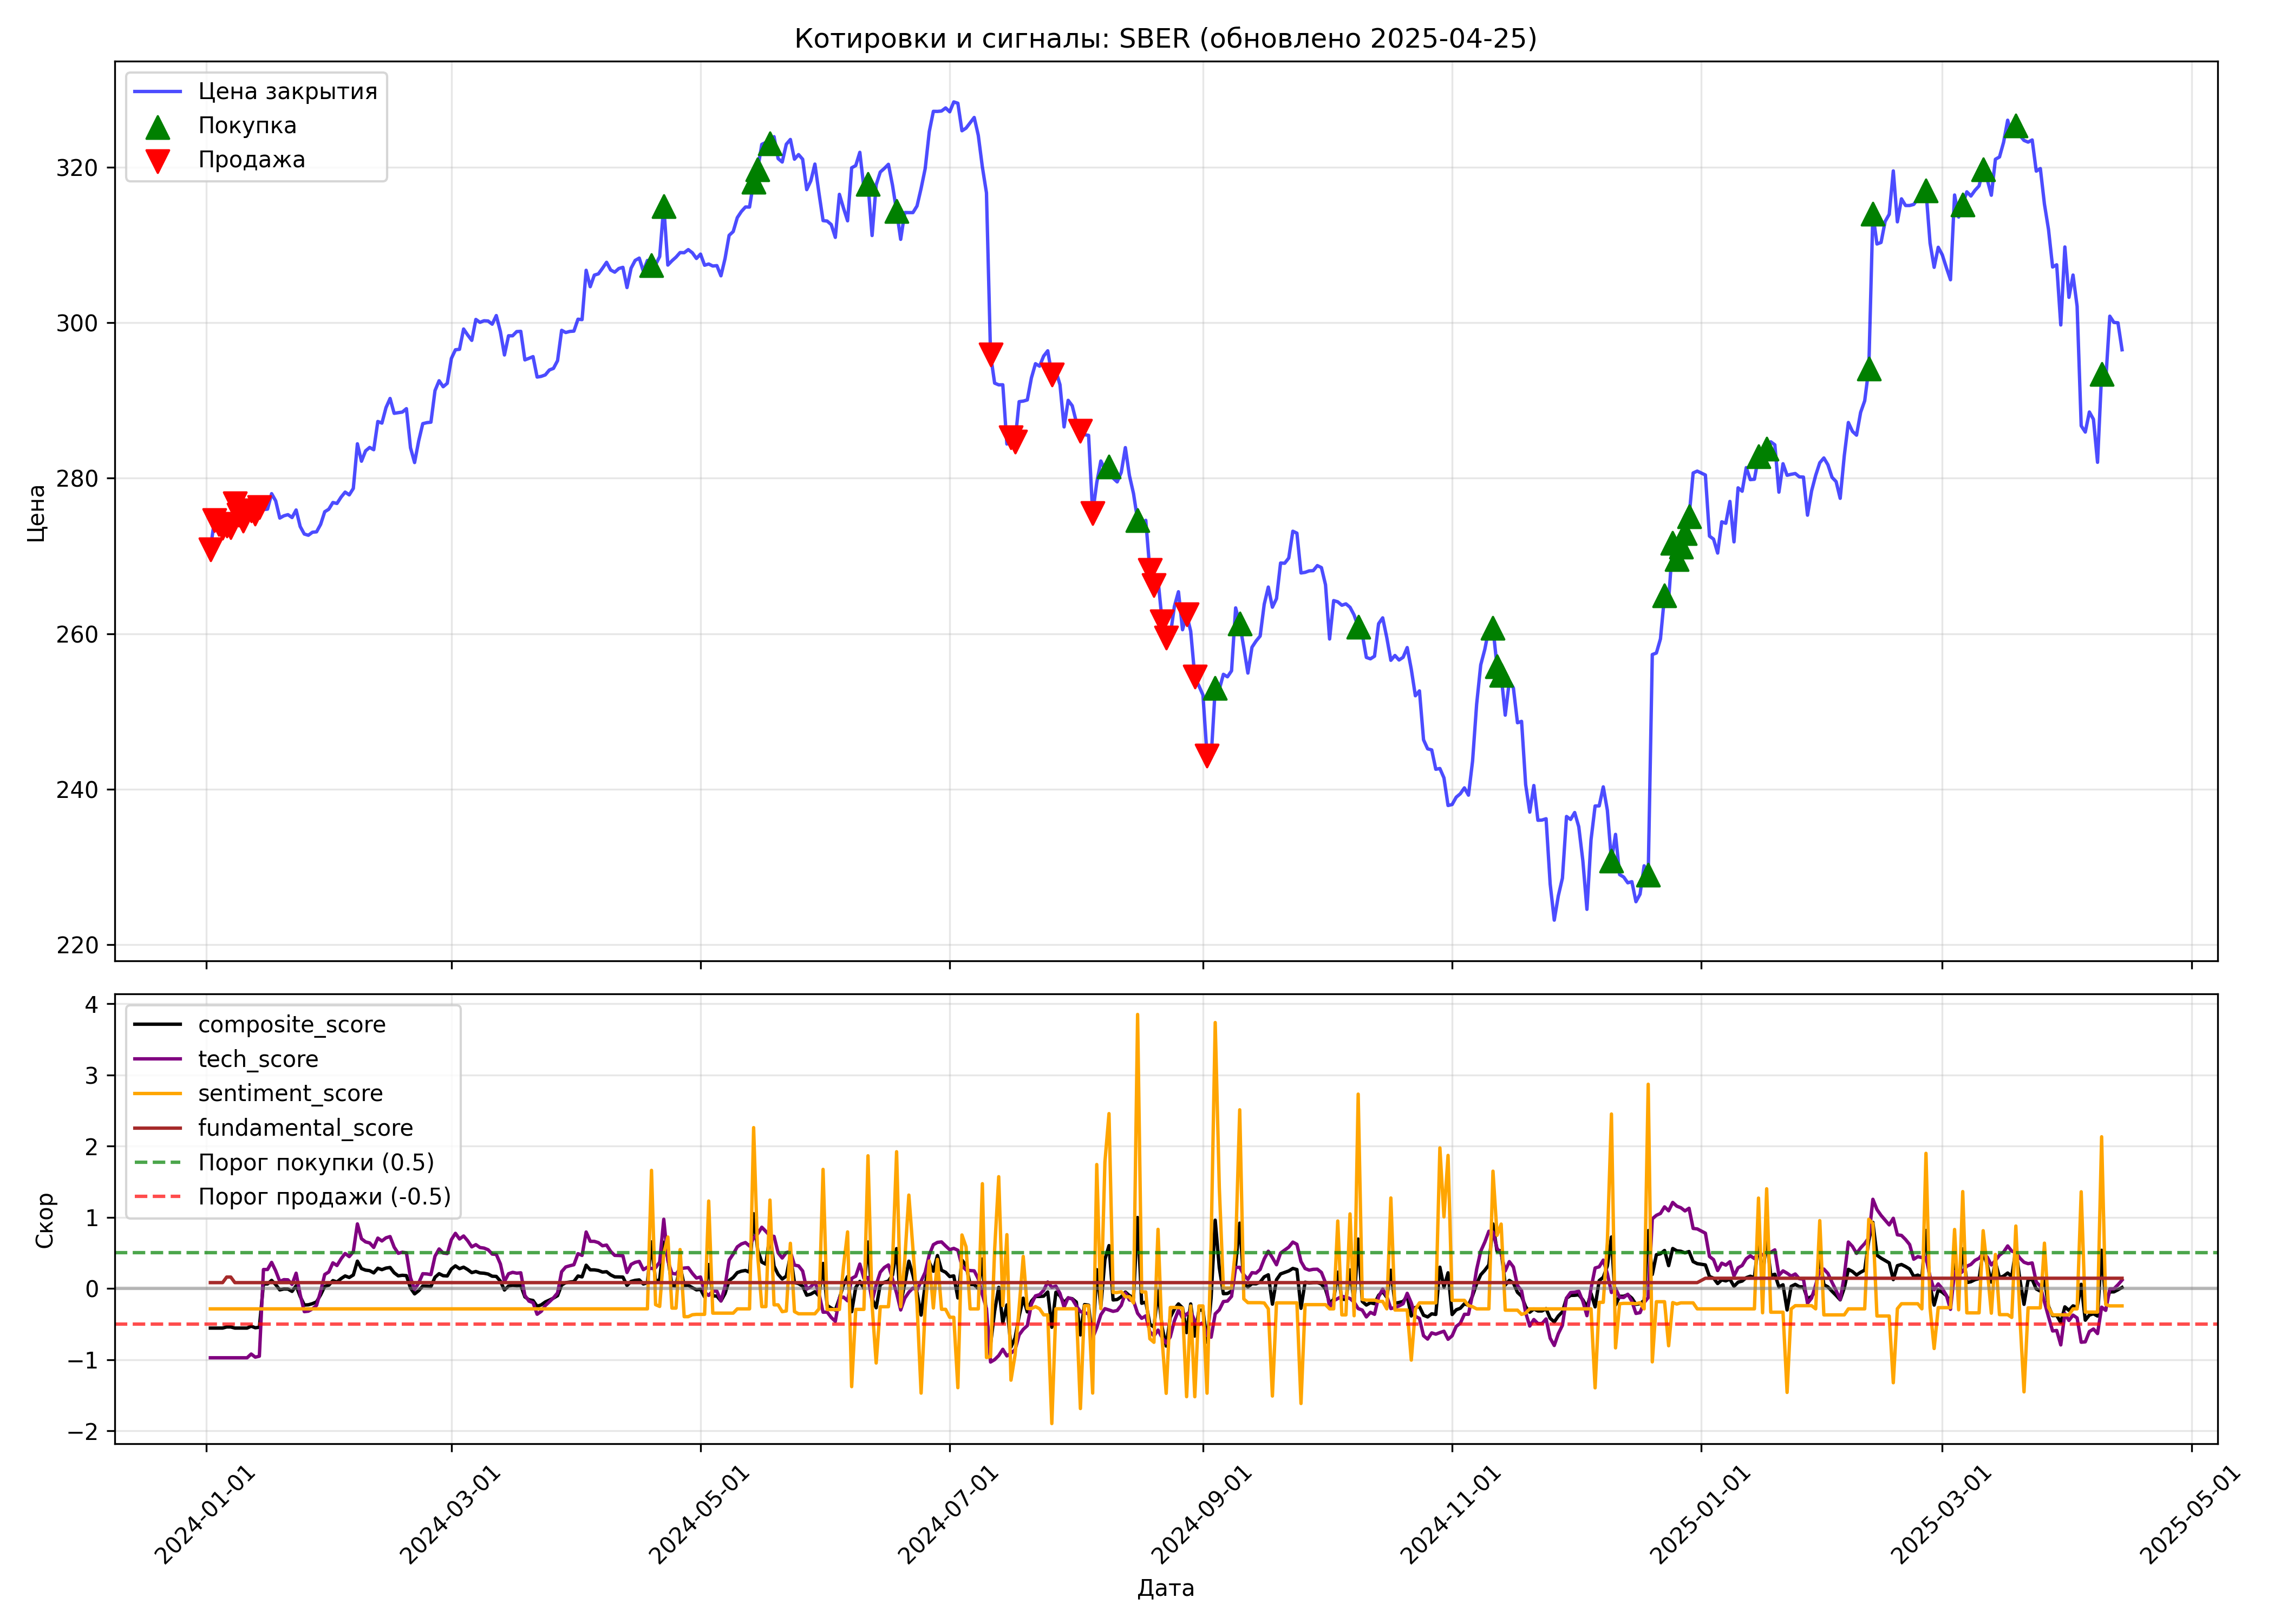 Котировки и сигналы: SBER (обновлено 2025-04-25)
Цена закрытия
Покупка
Продажа
320
300
280
260
240
220
Цена
composite_score
tech_score
sentiment_score
fundamental_score
Порог покупки (0.5)
Порог продажи (-0.5)
4
3
2
1
0
−1
−2
Скор
2024-01-01
2024-03-01
2024-05-01
2024-07-01
2024-09-01
2024-11-01
2025-01-01
2025-03-01
2025-05-01
Дата